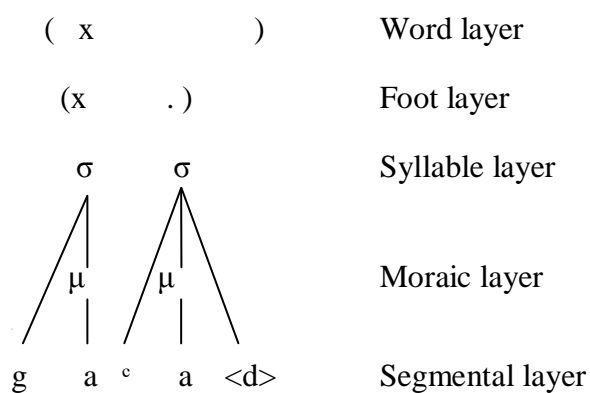 ( x ) Word layer
(x . ) Foot layer
σ σ Syllable layer
μ μ Moraic layer
g a ᶜ a <d> Segmental layer